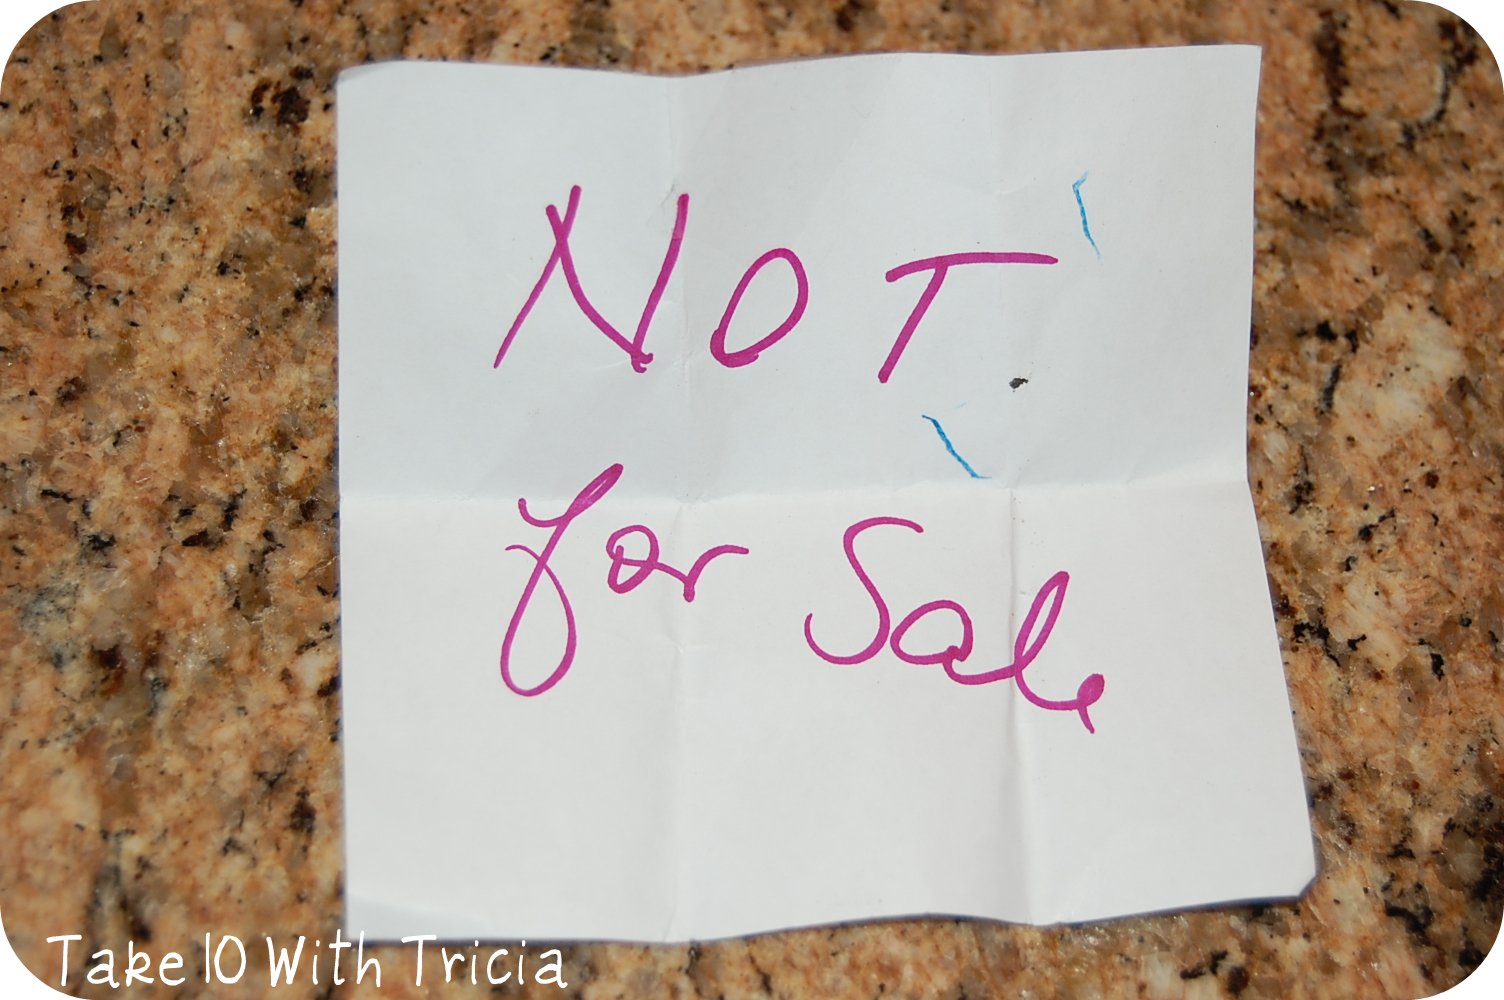 NOT
for Sale
Take 10 With Tricia